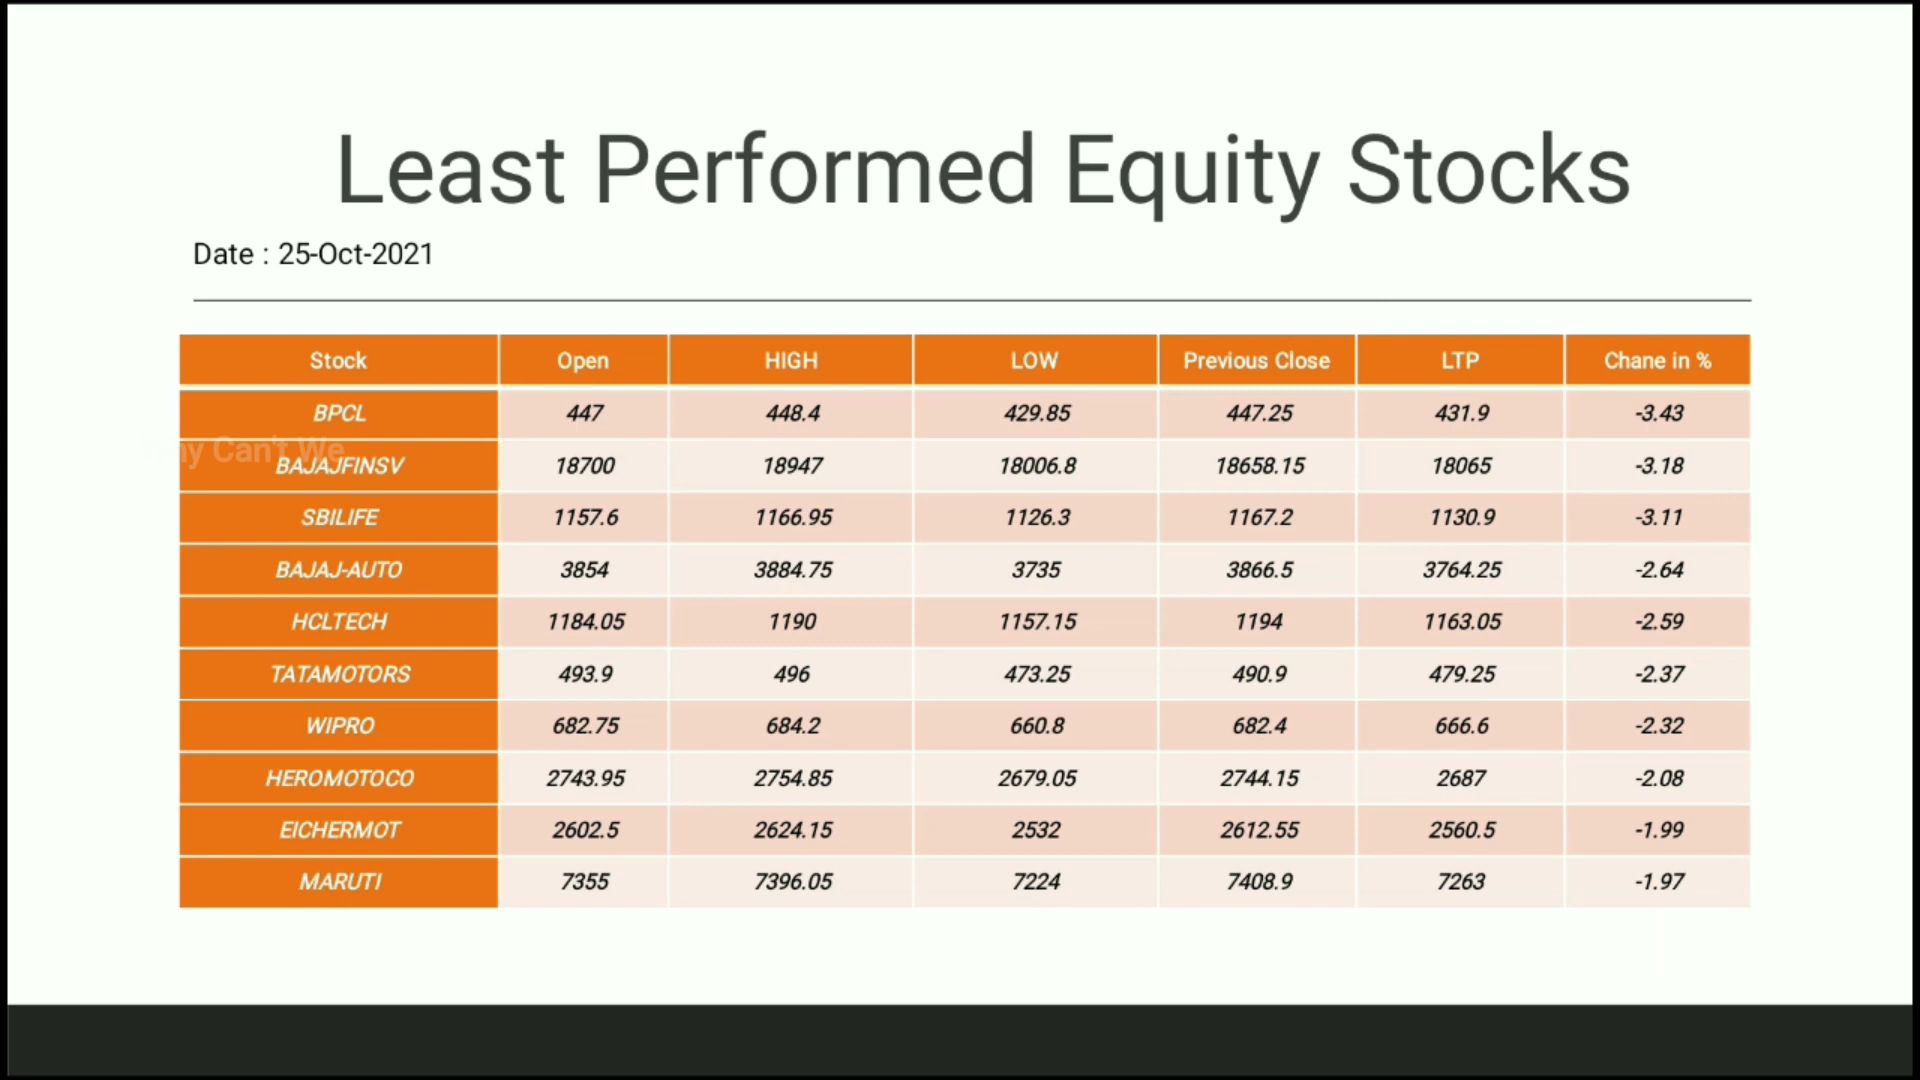 Least Performed Equity Stocks
Date : 25-Oct-2021
Stock Open HIGH LOW Previous Close LTP Chane in %
BPCL 447 448.4 429.85 447.25 431.9 -3.43
Can't We
BAJAJFINSV 18700 18947 18006.8 18658.15 18065 -3.18
SBILIFE 1157.6 1166.95 1126.3 1167.2 1130.9 -3.11
BAJAJ-AUTO 3854 3884.75 3735 3866.5 3764.25 -2.64
HCLTECH 1184.05 1190 1157.15 1194 1163.05 -2.59
TATAMOTORS 493.9 496 473.25 490.9 479.25 -2.37
WIPRO 682.75 684.2 660.8 682.4 666.6 -2.32
HEROMOTOCO 2743.95 2754.85 2679.05 2744.15 2687 -2.08
EICHERMOT 2602.5 2624.15 2532 2612.55 2560.5 -1.99
MARUTI 7355 7396.05 7224 7408.9 7263 -1.97